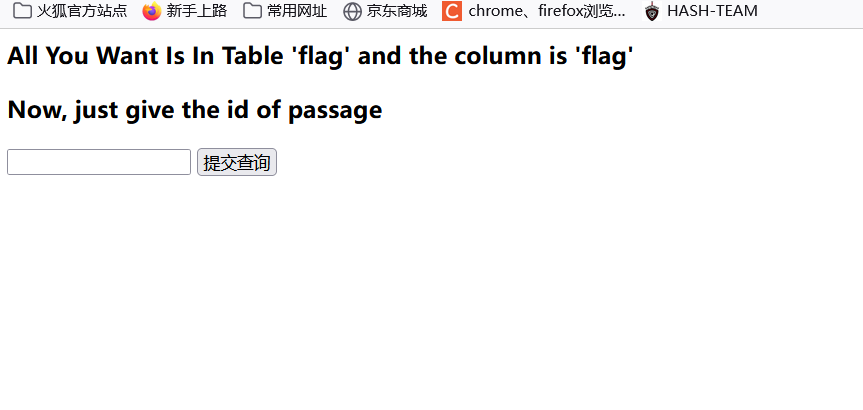 火狐官方站点 新手上路 常用网址 京东商城 chrome、firefox浏览... HASH-TEAM
All You Want Is In Table 'flag' and the column is 'flag'
Now, just give the id of passage
提交查询